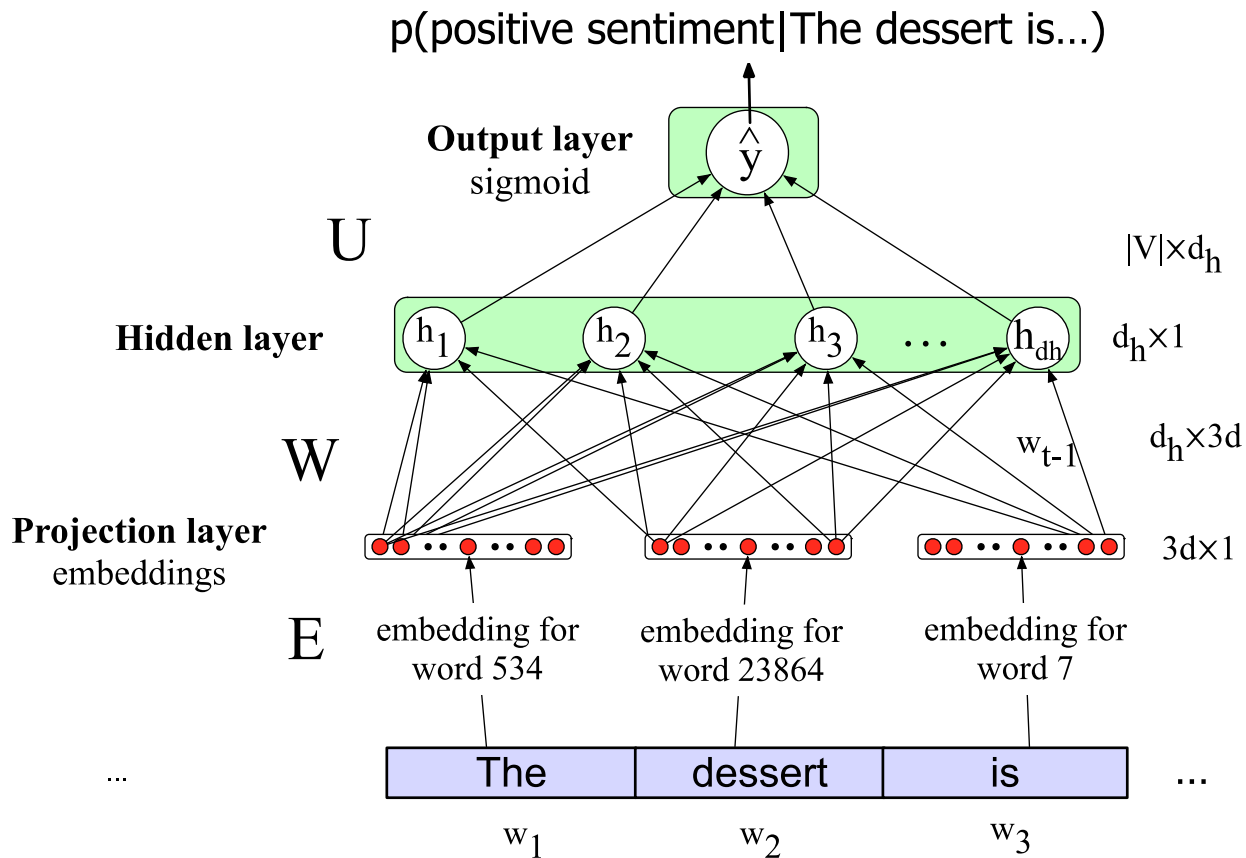 p(positive sentiment|The dessert is...)
Output layer
sigmoid
ŷ
U
|V|×dh
Hidden layer
h1 h2 h3 ... hdh
dh×1
W
wt-1
dh×3d
Projection layer
embeddings
3d×1
E
embedding for
word 534
embedding for
word 23864
embedding for
word 7
... The dessert is ...
w1 w2 w3